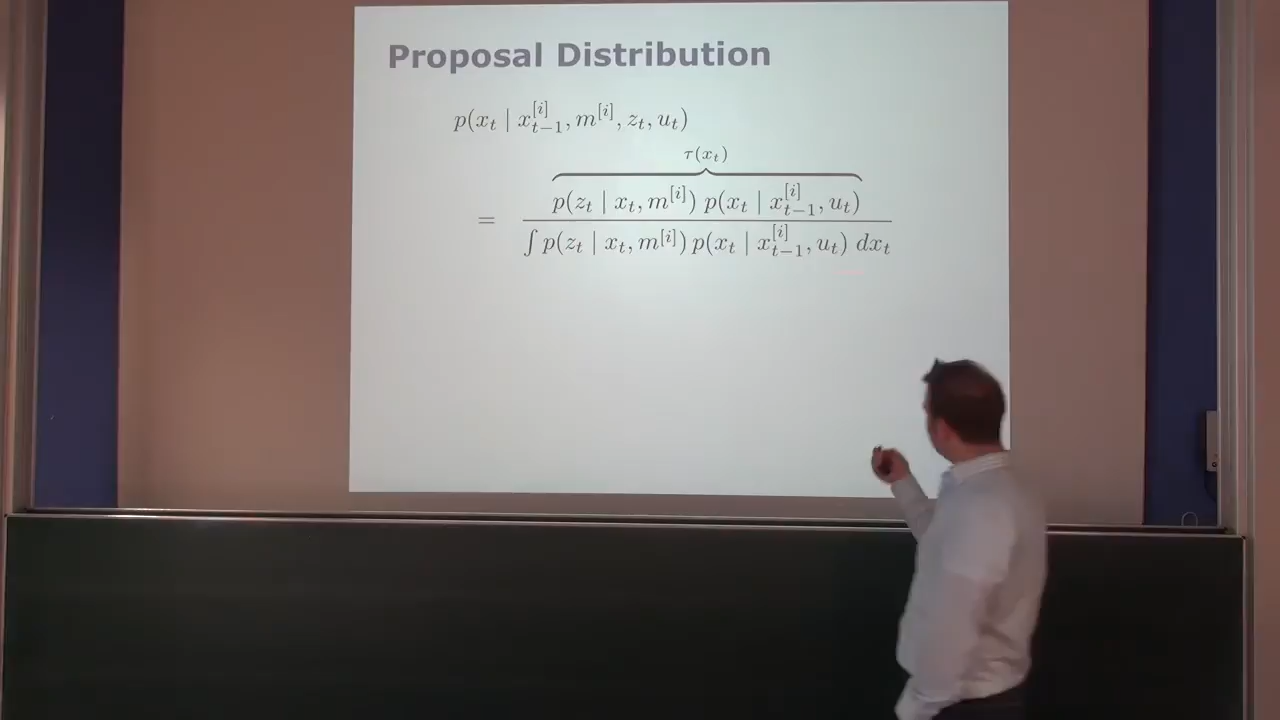 Proposal Distribution
p(x_t | x_{t-1}^{[i]}, m^{[i]}, z_t, u_t)
τ(x_t)
p(z_t | x_t, m^{[i]}) p(x_t | x_{t-1}^{[i]}, u_t)
=
∫ p(z_t | x_t, m^{[i]}) p(x_t | x_{t-1}^{[i]}, u_t) dx_t